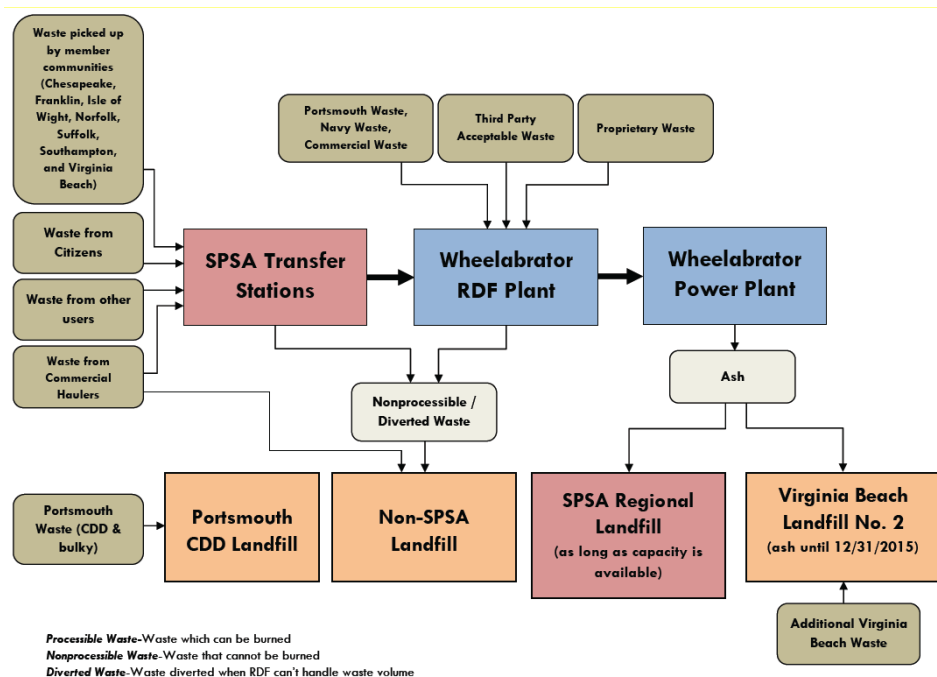 Waste picked up
by member
communities
(Chesapeake,
Franklin, Isle of
Wight, Norfolk,
Suffolk,
Southampton,
and Virginia
Beach)
Portsmouth Waste,
Navy Waste,
Commercial Waste
Third Party
Acceptable Waste
Proprietary Waste
Waste from
Citizens
Waste from other
users
Waste from
Commercial
Haulers
SPSA Transfer
Stations
Wheelabrator
RDF Plant
Wheelabrator
Power Plant
Nonprocessible /
Diverted Waste
Ash
Portsmouth
Waste (CDD &
bulky)
Portsmouth
CDD Landfill
Non-SPSA
Landfill
SPSA Regional
Landfill
(as long as capacity is
available)
Virginia Beach
Landfill No. 2
(ash until 12/31/2015)
Additional Virginia
Beach Waste
Processible Waste-Waste which can be burned
Nonprocessible Waste-Waste that cannot be burned
Diverted Waste-Waste diverted when RDF can't handle waste volume